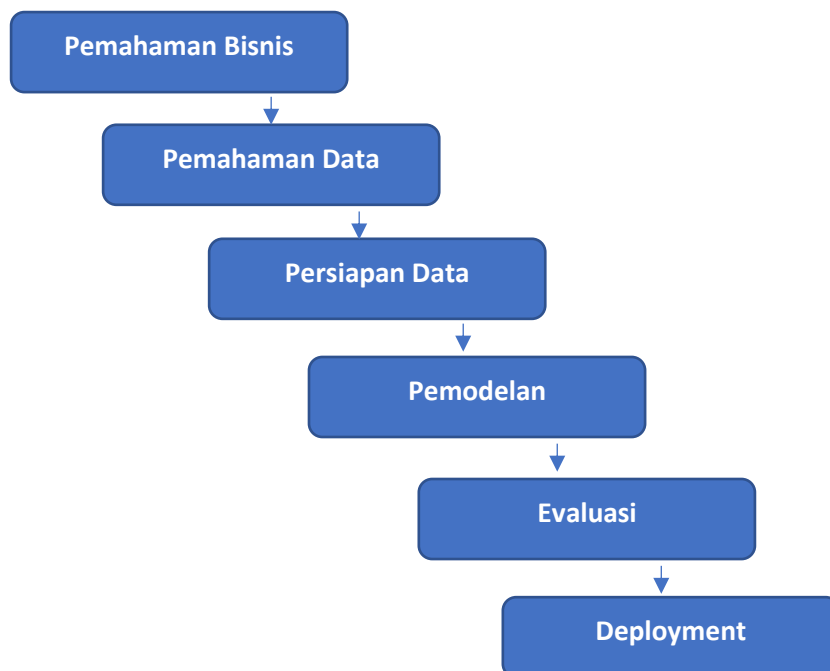 Pemahaman Bisnis
Pemahaman Data
Persiapan Data
Pemodelan
Evaluasi
Deployment